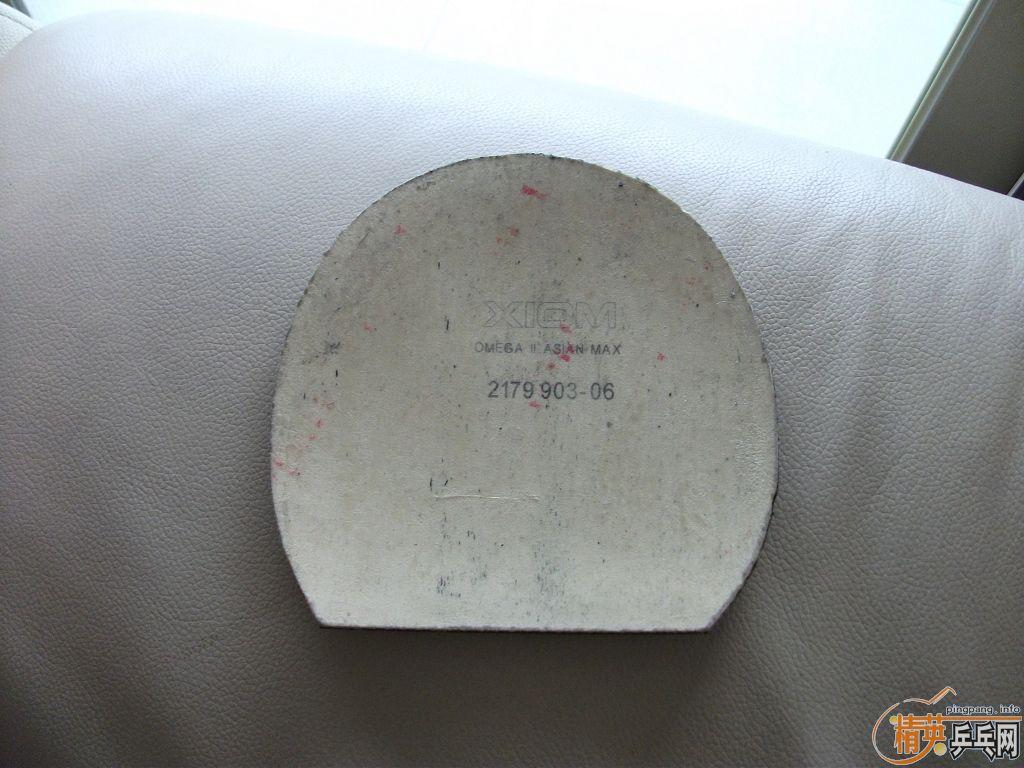 XIOM
OMEGA II ASIAN MAX
2179 903-06
pingpang.info
精英乒乓网